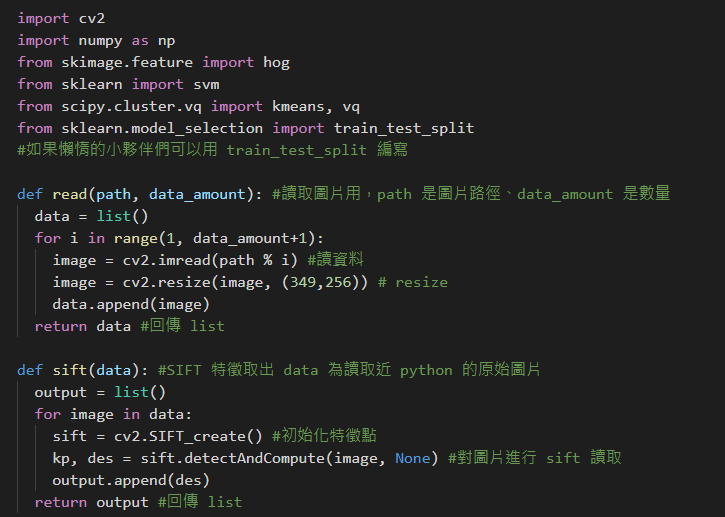 import cv2
import numpy as np
from skimage.feature import hog
from sklearn import svm
from scipy.cluster.vq import kmeans, vq
from sklearn.model_selection import train_test_split
#如果懶惰的小夥伴們可以用 train_test_split 編寫
def read(path, data_amount): #讀取圖片用，path 是圖片路徑、data_amount 是數量
  data = list()
  for i in range(1, data_amount+1):
    image = cv2.imread(path % i) #讀資料
    image = cv2.resize(image, (349,256)) # resize
    data.append(image)
  return data #回傳 list
def sift(data): #SIFT 特徵取出 data 為讀取近 python 的原始圖片
  output = list()
  for image in data:
    sift = cv2.SIFT_create() #初始化特徵點
    kp, des = sift.detectAndCompute(image, None) #對圖片進行 sift 讀取
    output.append(des)
  return output #回傳 list